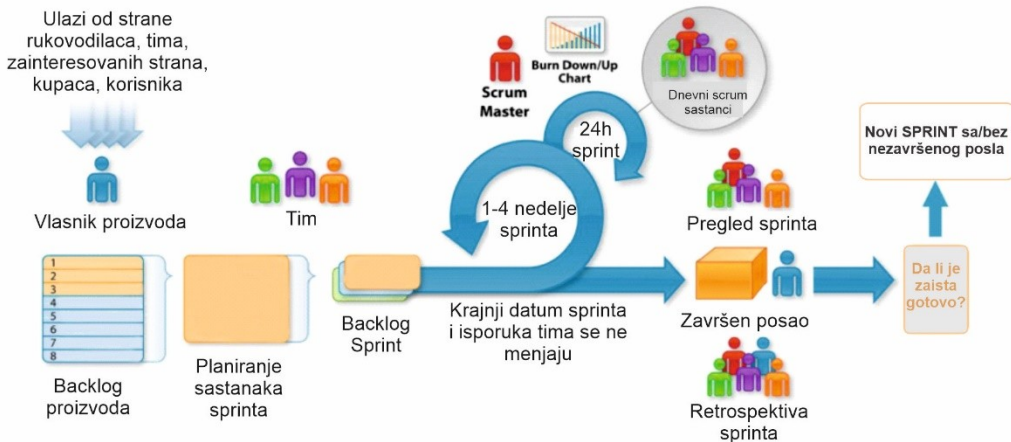 Ulazi od strane
rukovodilaca, tima,
zainteresovanih strana,
kupaca, korisnika
Vlasnik proizvoda
Tim
1
2
3
4
5
6
7
8
Backlog
proizvoda
Planiranje
sastanaka
sprinta
Backlog
Sprint
Scrum
Master
Burn Down/Up
Chart
Dnevni scrum
sastanci
24h
sprint
1-4 nedelje
sprinta
Krajnji datum sprinta
i isporuka tima se ne
menjaju
Pregled sprinta
Završen posao
Retrospektiva
sprinta
Novi SPRINT sa/bez
nezavršenog posla
Da li je
zaista
gotovo?